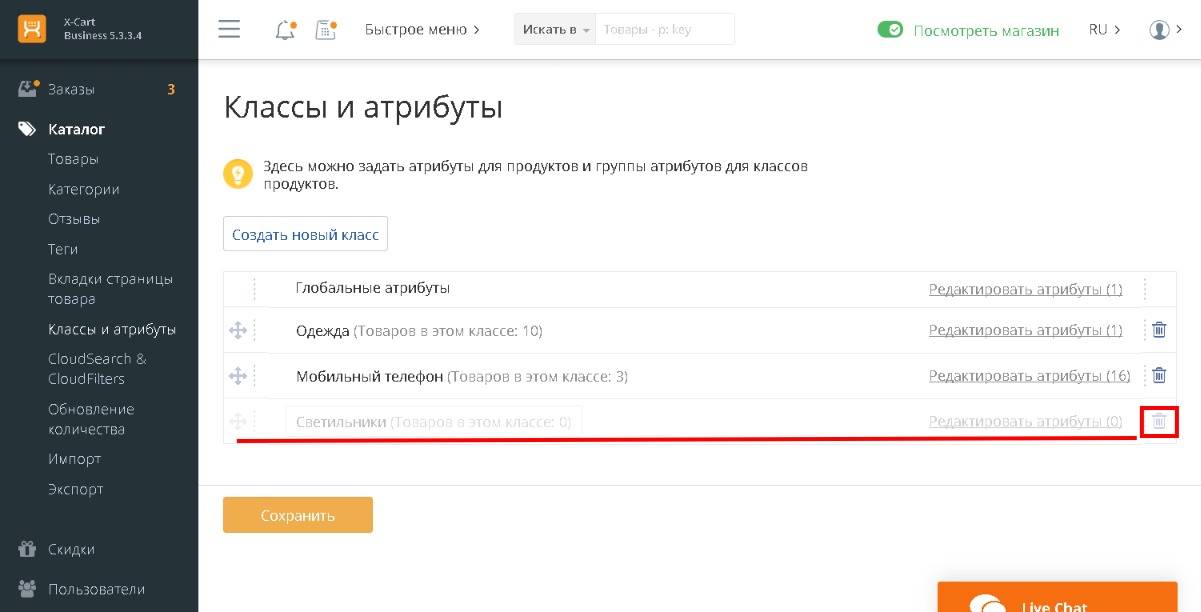 X-Cart
Business 5.3.3.4
Быстрое меню
Искать в
Товары - p: key
Посмотреть магазин
RU
Заказы 3
Каталог
Товары
Категории
Отзывы
Теги
Вкладки страницы
товара
Классы и атрибуты
CloudSearch &
CloudFilters
Обновление
количества
Импорт
Экспорт
Скидки
Пользователи
Классы и атрибуты
Здесь можно задать атрибуты для продуктов и группы атрибутов для классов
продуктов.
Создать новый класс
Глобальные атрибуты Редактировать атрибуты (1)
Одежда (Товаров в этом классе: 10) Редактировать атрибуты (1)
Мобильный телефон (Товаров в этом классе: 3) Редактировать атрибуты (16)
Светильники (Товаров в этом классе: 0) Редактировать атрибуты (0)
Сохранить
Live Chat